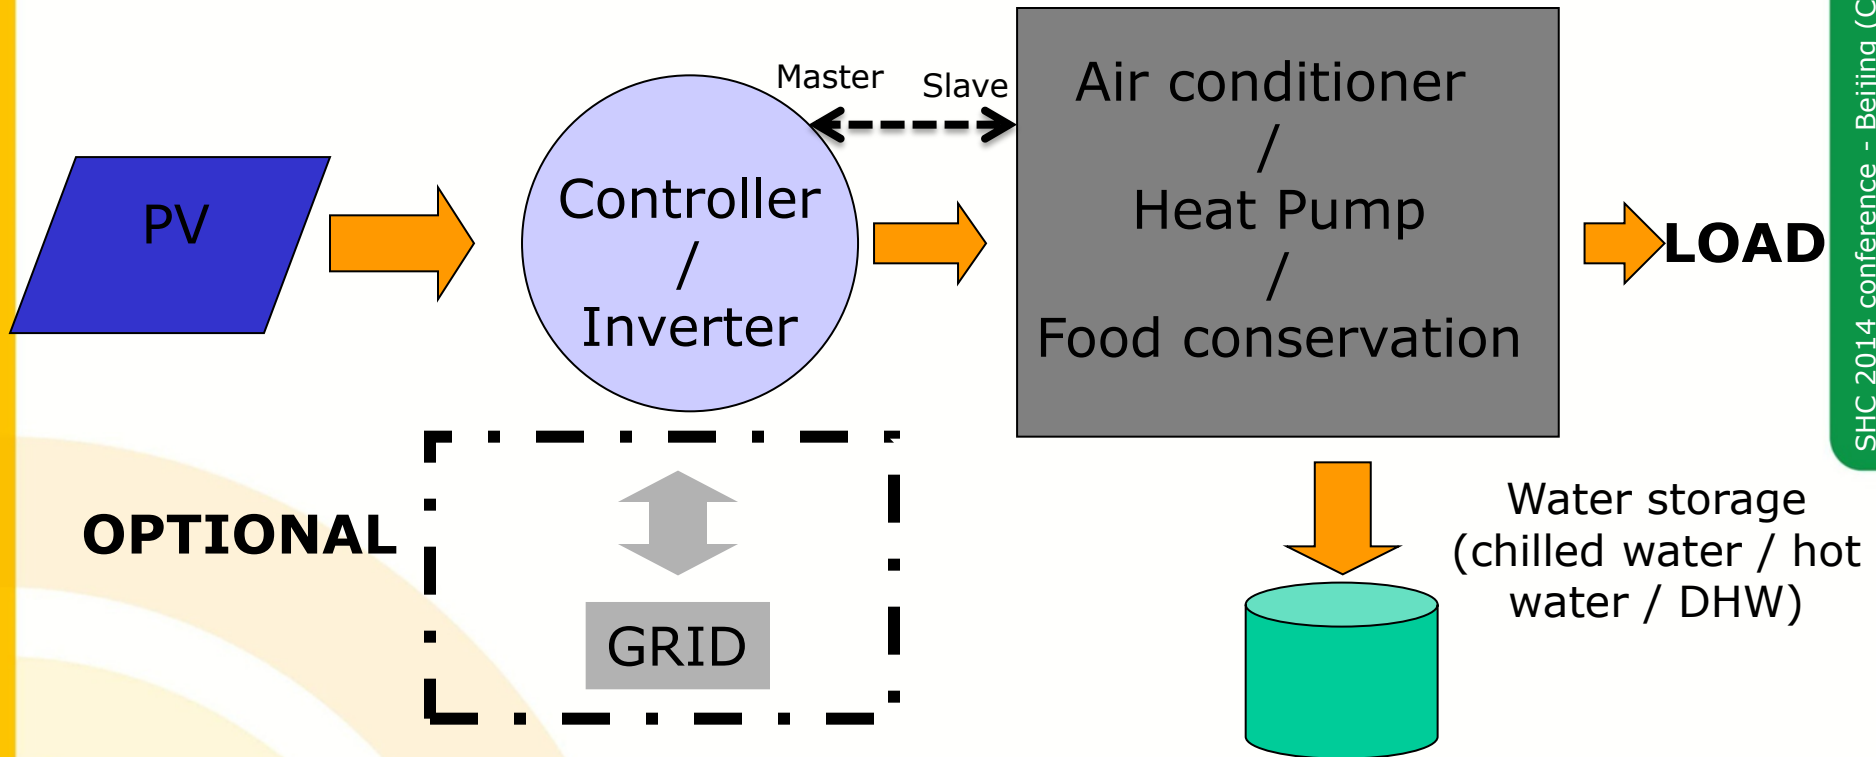 Master
Slave
PV
Controller
/
Inverter
Air conditioner
/
Heat Pump
/
Food conservation
LOAD
OPTIONAL
GRID
Water storage
(chilled water / hot
water / DHW)
SHC 2014 conference - Beijing (C